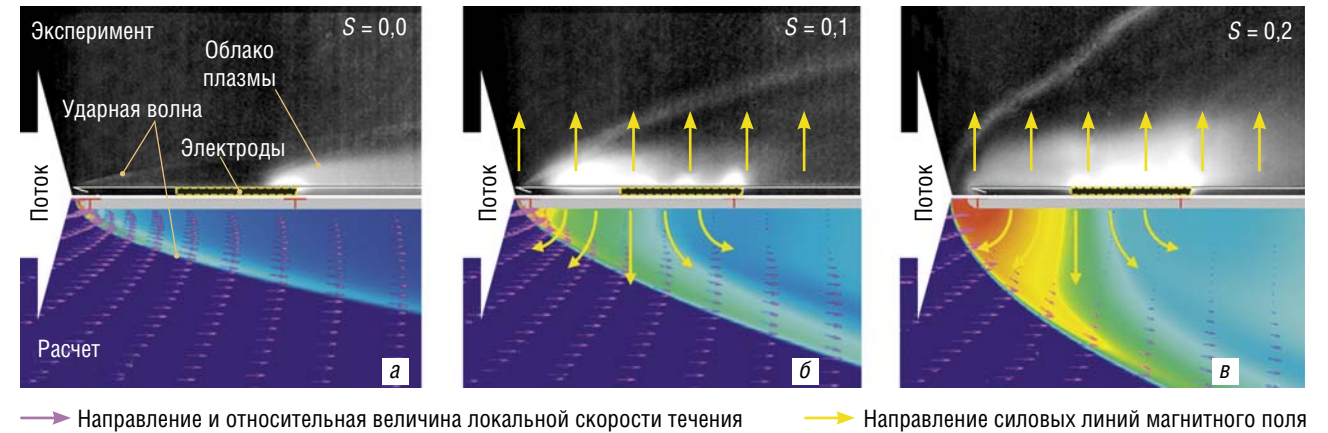 Эксперимент
S = 0,0
Облако
плазмы
Ударная волна
Электроды
Поток
Расчет
а
S = 0,1
Поток
б
S = 0,2
Поток
в
Направление и относительная величина локальной скорости течения
Направление силовых линий магнитного поля